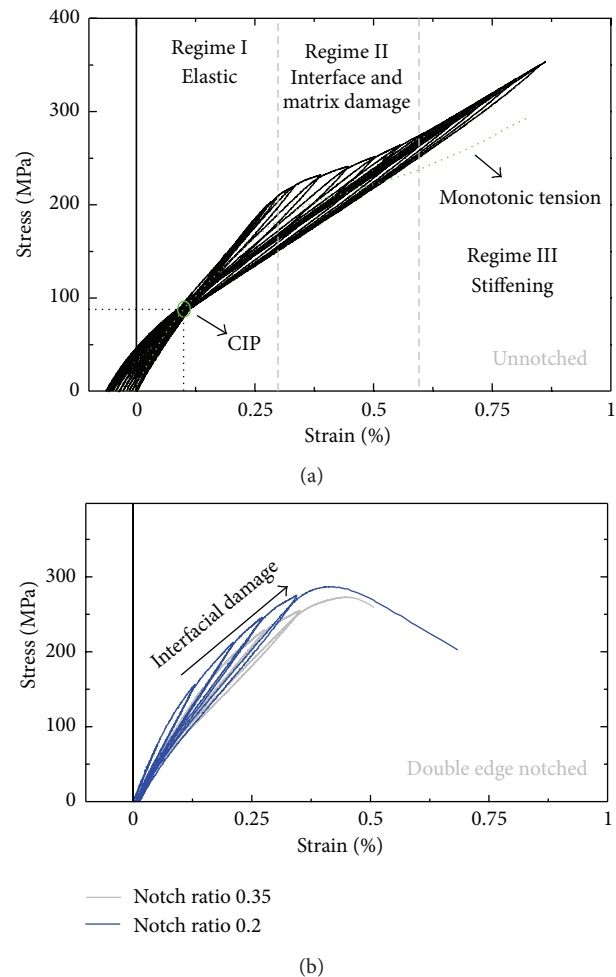 400
300
200
100
0
Stress (MPa)
Regime I
Elastic
Regime II
Interface and
matrix damage
Monotonic tension
Regime III
Stiffening
CIP
Unnotched
0 0.25 0.5 0.75 1
Strain (%)
(a)
300
200
100
0
Stress (MPa)
Interfacial damage
Double edge notched
0 0.25 0.5 0.75 1
Strain (%)
Notch ratio 0.35
Notch ratio 0.2
(b)